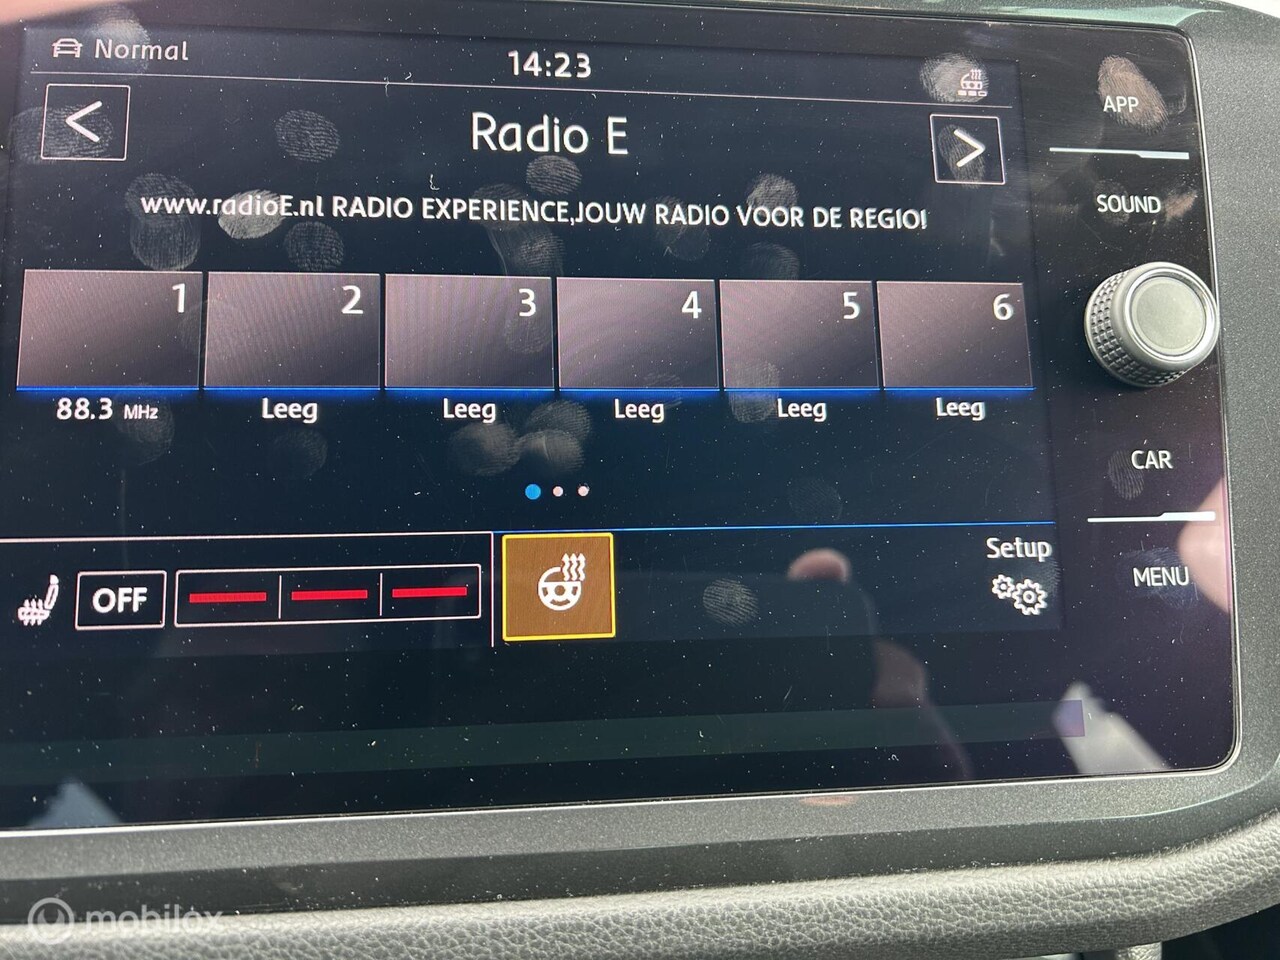 Normal
14:23
APP
Radio E
SOUND
www.radioE.nl RADIO EXPERIENCE,JOUW RADIO VOOR DE REGIO!
1 2 3 4 5 6
88.3 MHz Leeg Leeg Leeg Leeg Leeg
CAR
Setup
MENU
OFF
mobilox